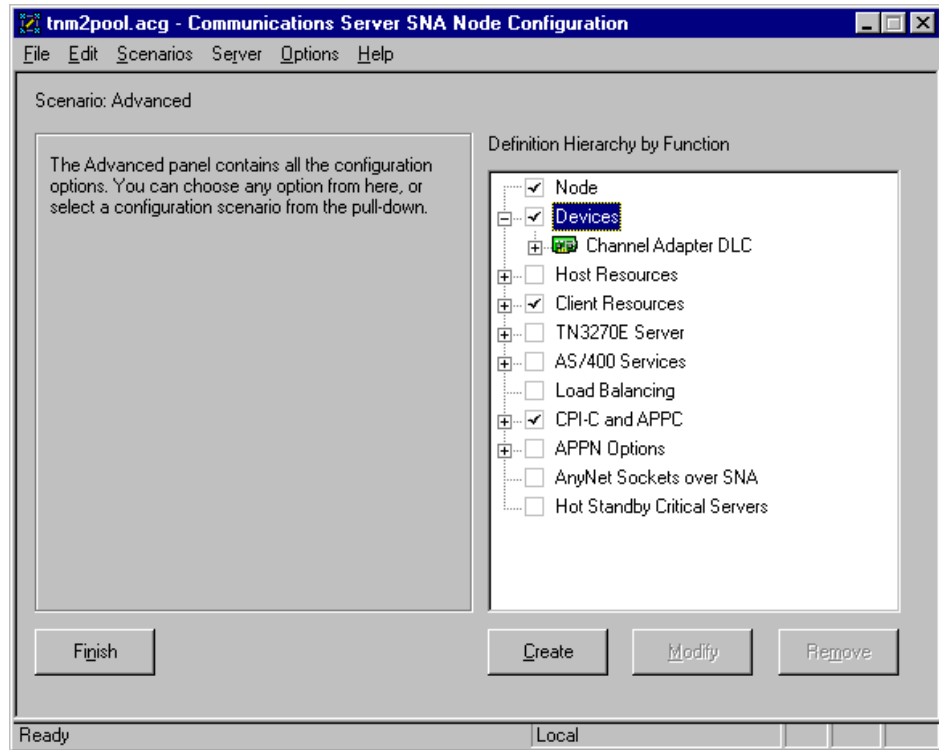 tnm2pool.acg - Communications Server SNA Node Configuration
File Edit Scenarios Server Options Help
Scenario: Advanced
The Advanced panel contains all the configuration
options. You can choose any option from here, or
select a configuration scenario from the pull-down.
Definition Hierarchy by Function
Node
Devices
Channel Adapter DLC
Host Resources
Client Resources
TN3270E Server
AS/400 Services
Load Balancing
CPI-C and APPC
APPN Options
AnyNet Sockets over SNA
Hot Standby Critical Servers
Finish Create Modify Remove
Ready Local